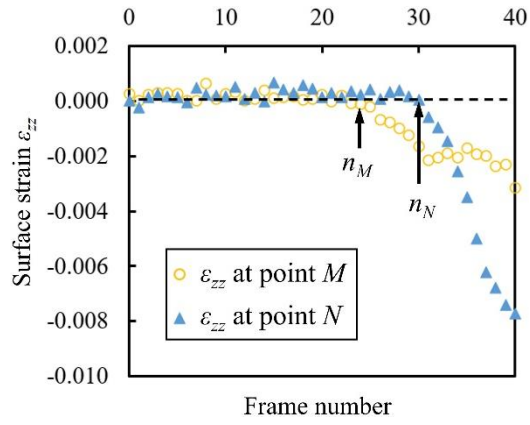 0 10 20 30 40
0.002
0.000
-0.002
-0.004
-0.006
-0.008
-0.010
Surface strain εzz
nM
nN
εzz at point M
εzz at point N
Frame number